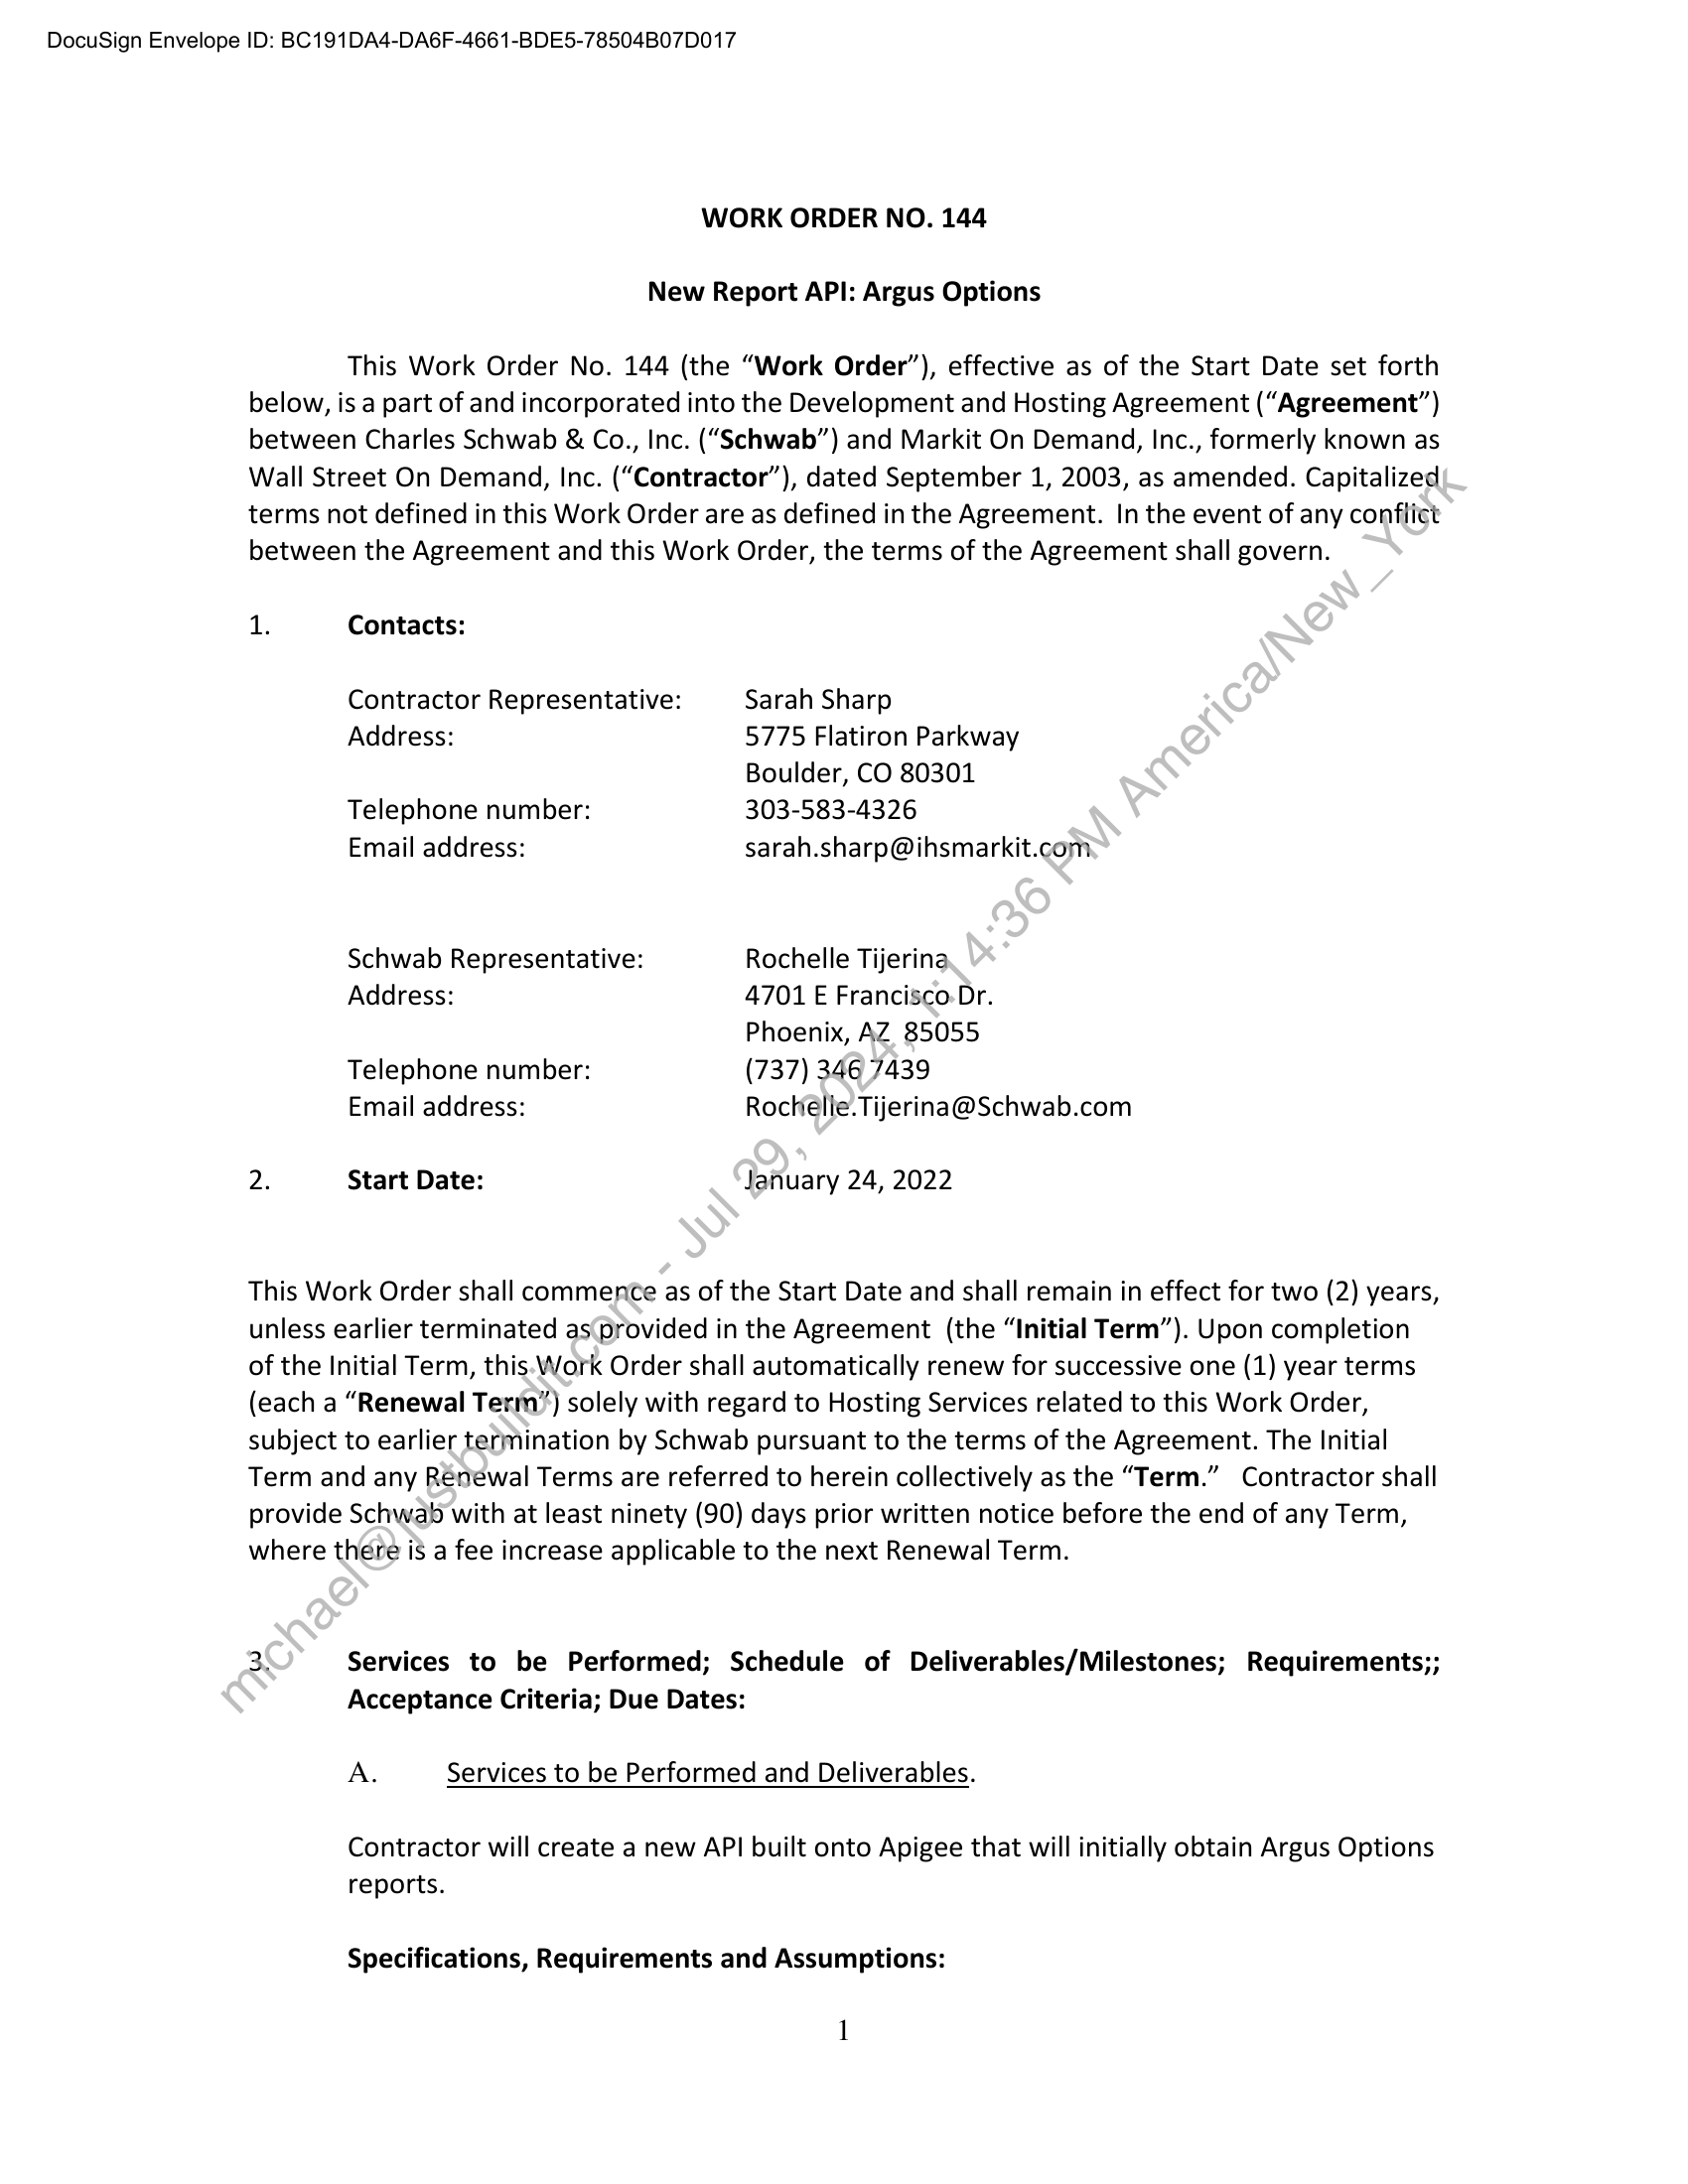 DocuSign Envelope ID: BC191DA4-DA6F-4661-BDE5-78504B07D017
WORK ORDER NO. 144
New Report API: Argus Options
This Work Order No. 144 (the “Work Order”), effective as of the Start Date set forth
below, is a part of and incorporated into the Development and Hosting Agreement (“Agreement”)
between Charles Schwab & Co., Inc. (“Schwab”) and Markit On Demand, Inc., formerly known as
Wall Street On Demand, Inc. (“Contractor”), dated September 1, 2003, as amended. Capitalized
terms not defined in this Work Order are as defined in the Agreement. In the event of any conflict
between the Agreement and this Work Order, the terms of the Agreement shall govern.
1. Contacts:
Contractor Representative: Sarah Sharp
Address: 5775 Flatiron Parkway
Boulder, CO 80301
Telephone number: 303-583-4326
Email address: sarah.sharp@ihsmarkit.com
Schwab Representative: Rochelle Tijerina
Address: 4701 E Francisco Dr.
Phoenix, AZ 85055
Telephone number: (737) 346 7439
Email address: Rochelle.Tijerina@Schwab.com
2. Start Date: January 24, 2022
This Work Order shall commence as of the Start Date and shall remain in effect for two (2) years,
unless earlier terminated as provided in the Agreement (the “Initial Term”). Upon completion
of the Initial Term, this Work Order shall automatically renew for successive one (1) year terms
(each a “Renewal Term”) solely with regard to Hosting Services related to this Work Order,
subject to earlier termination by Schwab pursuant to the terms of the Agreement. The Initial
Term and any Renewal Terms are referred to herein collectively as the “Term.” Contractor shall
provide Schwab with at least ninety (90) days prior written notice before the end of any Term,
where there is a fee increase applicable to the next Renewal Term.
3. Services to be Performed; Schedule of Deliverables/Milestones; Requirements;;
Acceptance Criteria; Due Dates:
A. Services to be Performed and Deliverables.
Contractor will create a new API built onto Apigee that will initially obtain Argus Options
reports.
Specifications, Requirements and Assumptions:
1
michael@justbuildit.com - Jul 29, 2024, 1:14:36 PM America/New_York